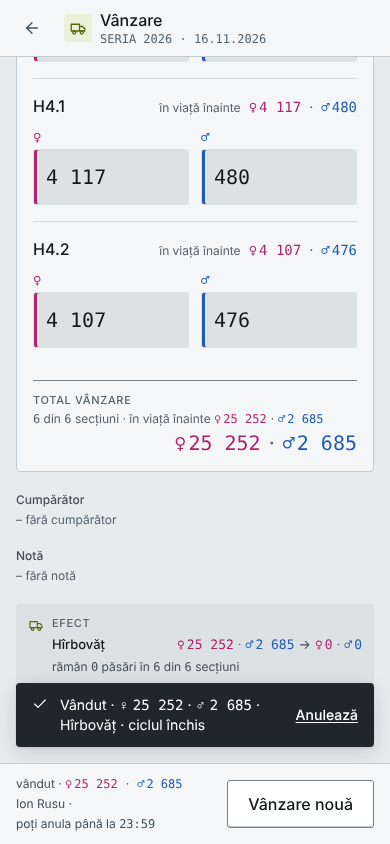 Vânzare
SERIA 2026 · 16.11.2026
H4.1 în viață înainte ♀4 117 · ♂480
♀ ♂
4 117 480
H4.2 în viață înainte ♀4 107 · ♂476
♀ ♂
4 107 476
TOTAL VÂNZARE
6 din 6 secțiuni · în viață înainte ♀25 252 · ♂2 685
♀25 252 · ♂2 685
Cumpărător
– fără cumpărător
Notă
– fără notă
EFECT
Hîrbovăț ♀25 252 · ♂2 685 → ♀0 · ♂0
rămân 0 păsări în 6 din 6 secțiuni
Vândut · ♀ 25 252 · ♂ 2 685 ·
Hîrbovăț · ciclul închis
Anulează
vândut · ♀25 252 · ♂2 685
Ion Rusu ·
poți anula până la 23:59
Vânzare nouă